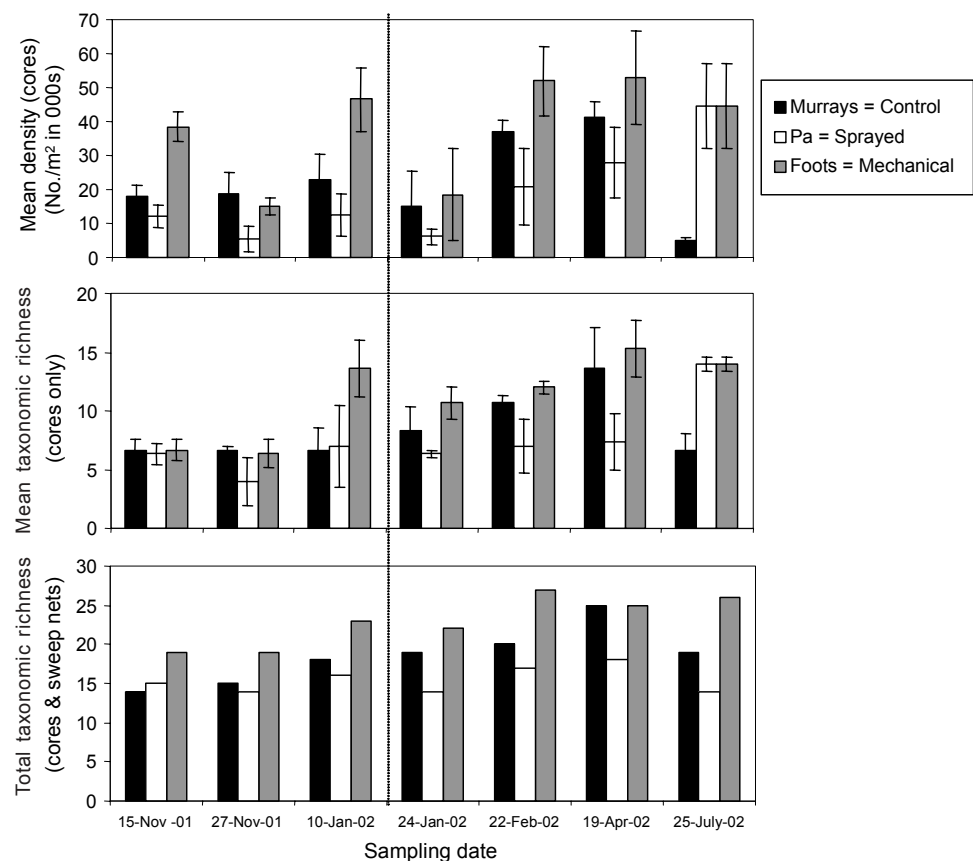 70
60
50
40
30
20
10
0
Mean density (cores)
(No./m² in 000s)
Murrays = Control
Pa = Sprayed
Foots = Mechanical
20
15
10
5
0
Mean taxonomic richness
(cores only)
30
25
20
15
10
5
0
Total taxonomic richness
(cores & sweep nets)
15-Nov -01 27-Nov-01 10-Jan-02 24-Jan-02 22-Feb-02 19-Apr-02 25-July-02
Sampling date